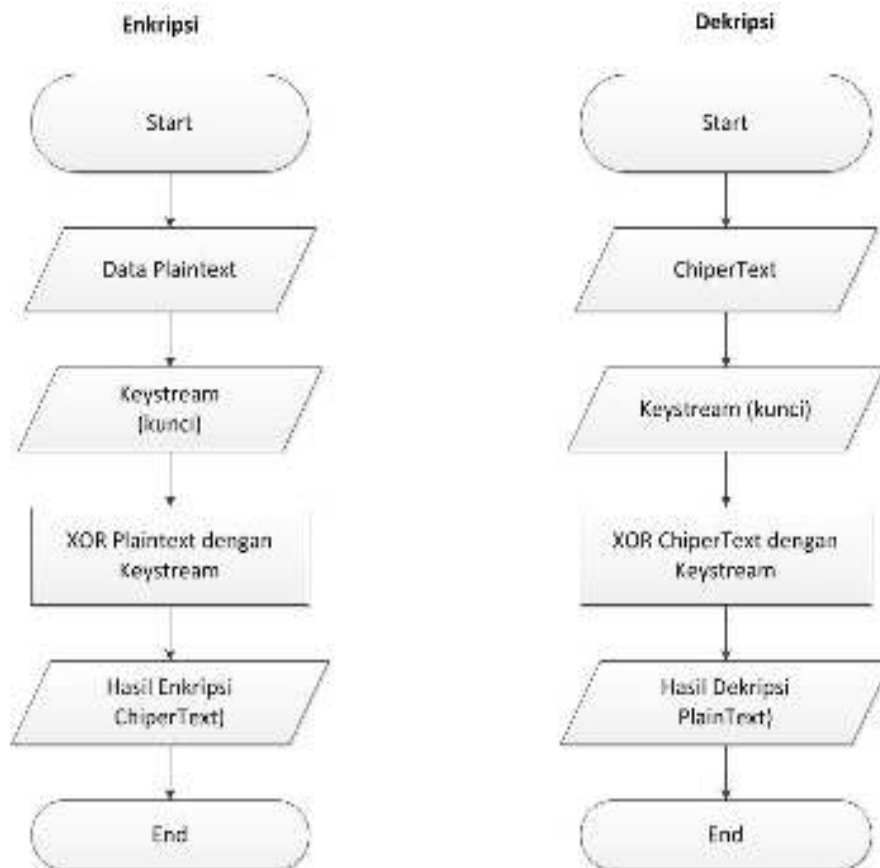 Enkripsi
Start
Data Plaintext
Keystream
(kunci)
XOR Plaintext dengan
Keystream
Hasil Enkripsi
ChiperText)
End
Dekripsi
Start
ChiperText
Keystream (kunci)
XOR ChiperText dengan
Keystream
Hasil Dekripsi
PlainText)
End